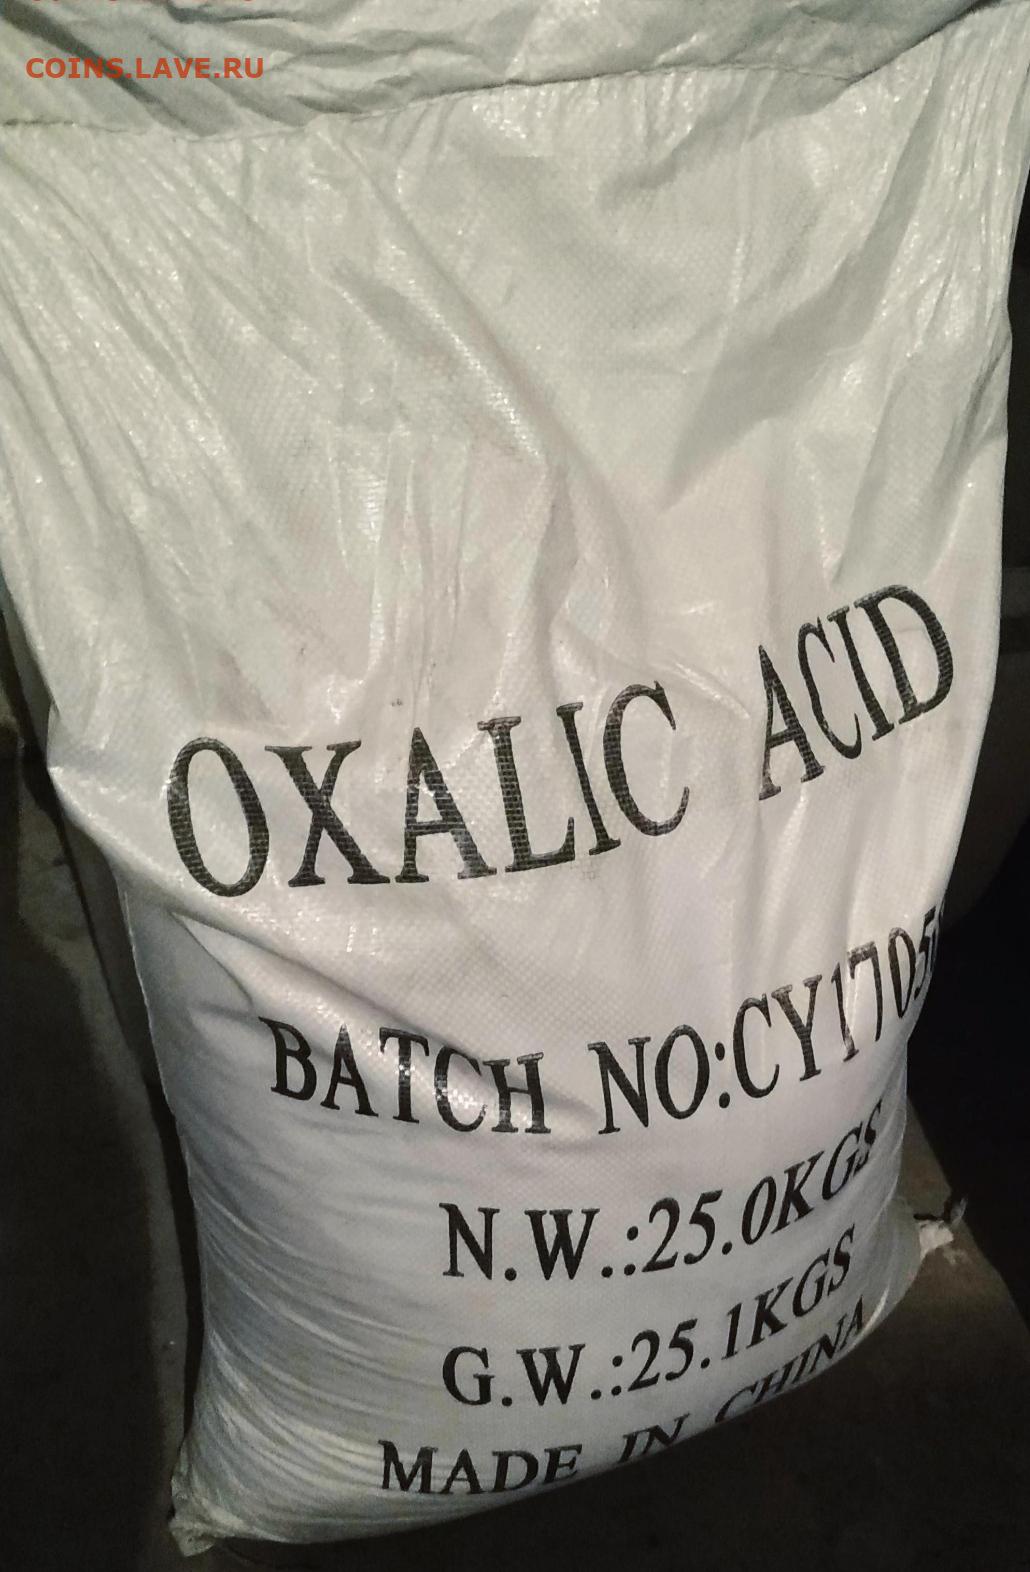 COINS.LAVE.RU
OXALIC ACID
BATCH NO:CY1705
N.W.:25.0KGS
G.W.:25.1KGS
MADE IN CHINA